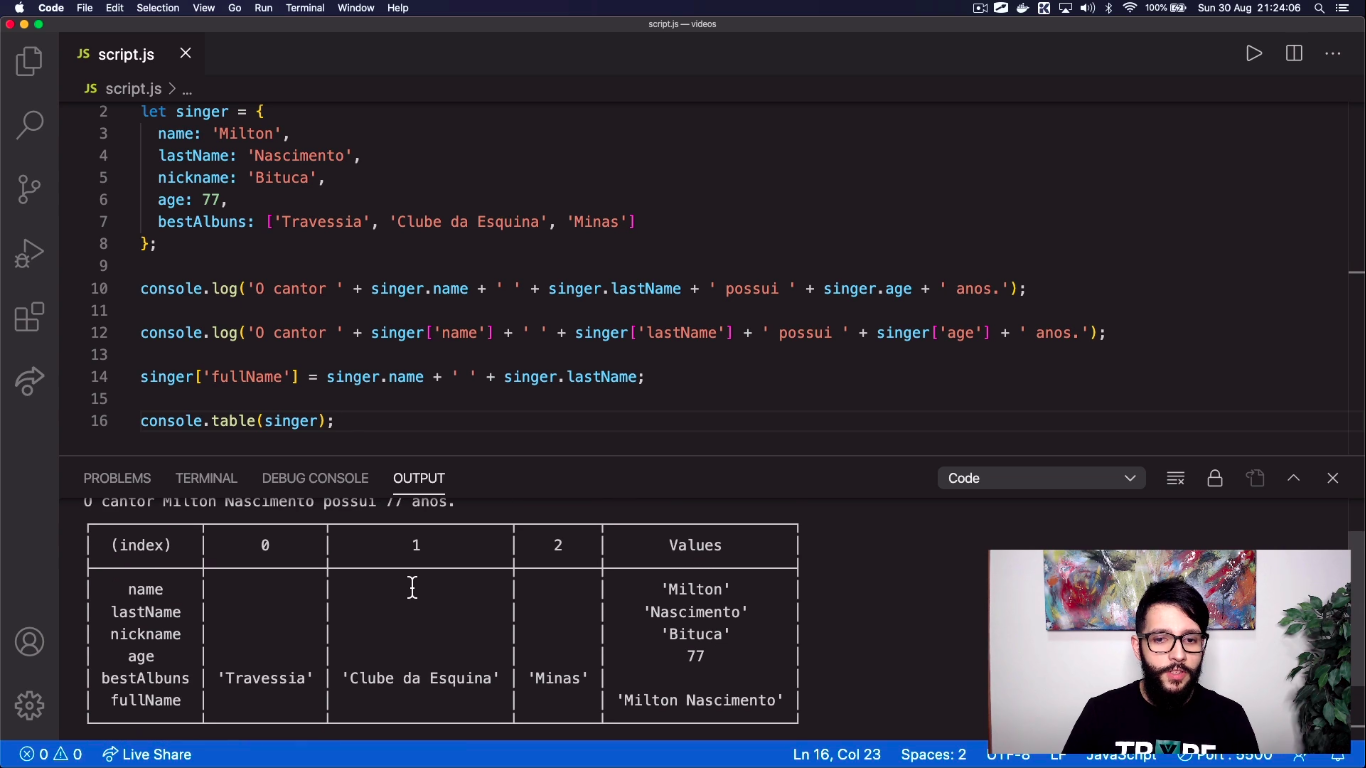 Code File Edit Selection View Go Run Terminal Window Help 100% Sun 30 Aug 21:24:06
script.js — videos
JS script.js
JS script.js > ...
2 let singer = {
3 name: 'Milton',
4 lastName: 'Nascimento',
5 nickname: 'Bituca',
6 age: 77,
7 bestAlbuns: ['Travessia', 'Clube da Esquina', 'Minas']
8 };
9
10 console.log('O cantor ' + singer.name + ' ' + singer.lastName + ' possui ' + singer.age + ' anos.');
11
12 console.log('O cantor ' + singer['name'] + ' ' + singer['lastName'] + ' possui ' + singer['age'] + ' anos.');
13
14 singer['fullName'] = singer.name + ' ' + singer.lastName;
15
16 console.table(singer);
PROBLEMS TERMINAL DEBUG CONSOLE OUTPUT Code
O cantor Milton Nascimento possui 77 anos.
(index) 0 1 2 Values
name 'Milton'
lastName 'Nascimento'
nickname 'Bituca'
age 77
bestAlbuns 'Travessia' 'Clube da Esquina' 'Minas'
fullName 'Milton Nascimento'
TRYBE
0 0 Live Share Ln 16, Col 23 Spaces: 2 UTF-8 LF JavaScript Port : 5500